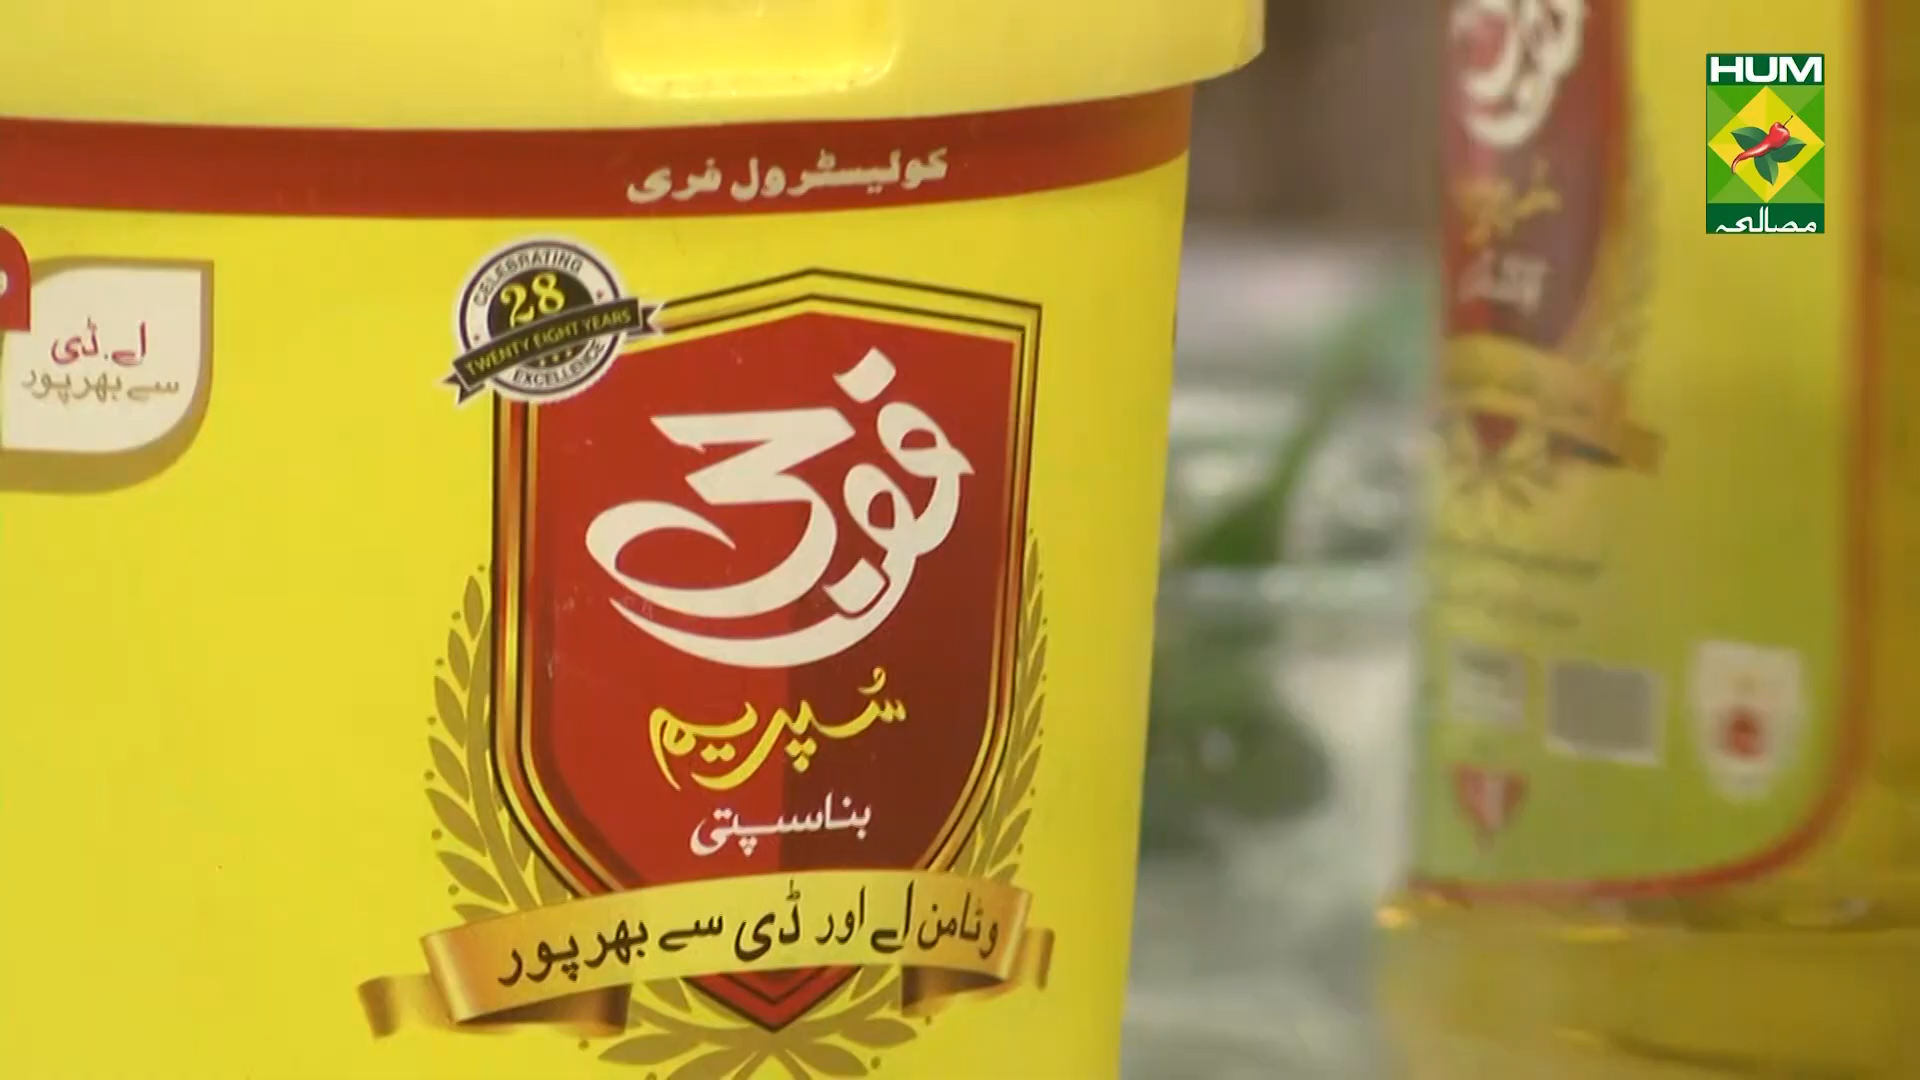 HUM
مصالحہ
کولیسٹرول فری
CELEBRATING
28
TWENTY EIGHT YEARS
EXCELLENCE
اے.ڈی
سے بھرپور
فوجی
سُپریم
بناسپتی
وٹامن اے اور ڈی سے بھرپور